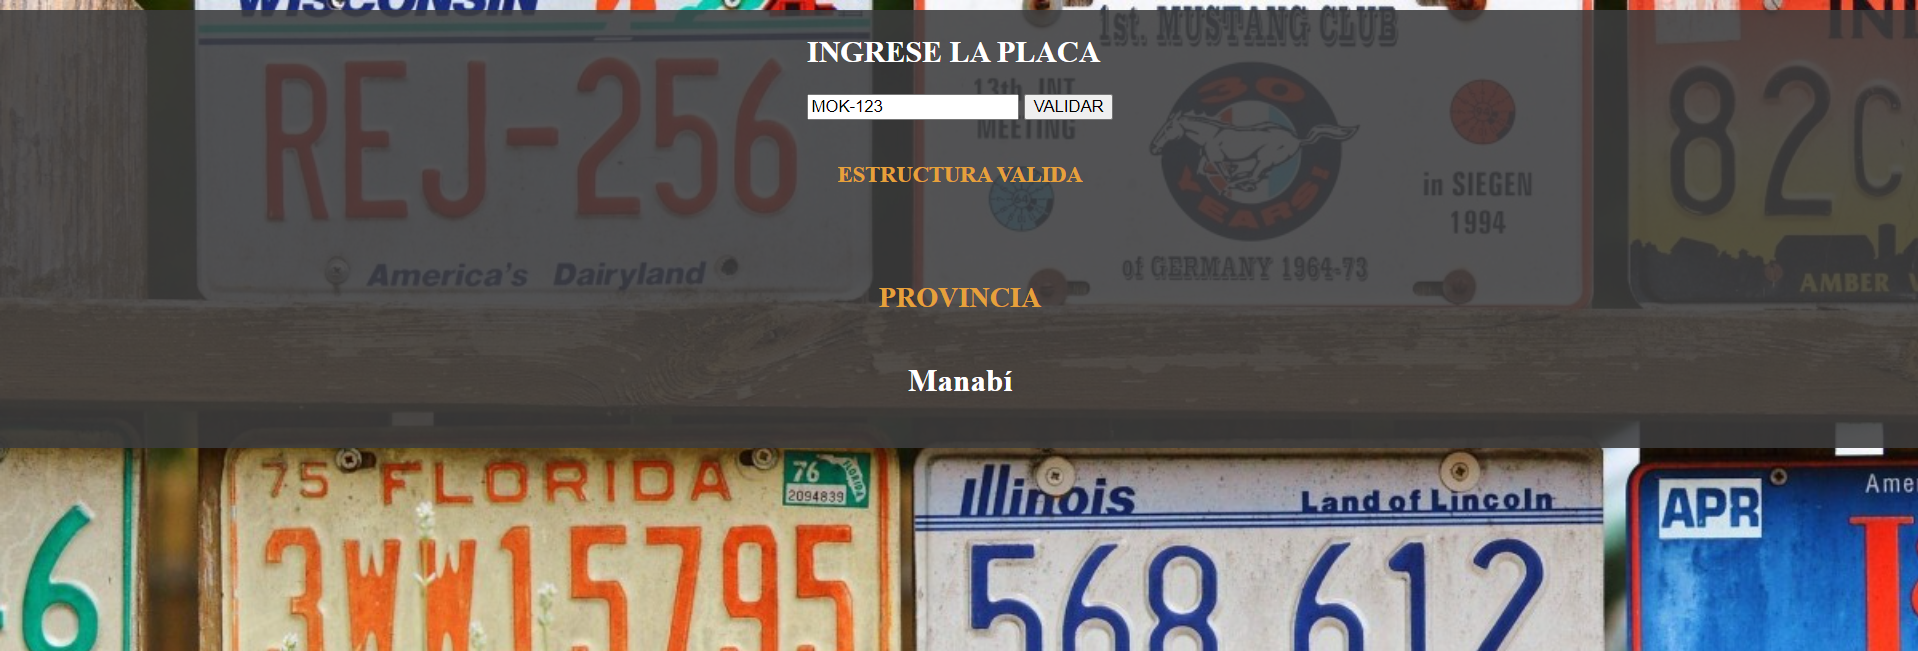 WISCONSIN
INGRESE LA PLACA
MOK-123 VALIDAR
ESTRUCTURA VALIDA
PROVINCIA
Manabí
REJ-256
America's Dairyland
1st. MUSTANG CLUB
13th. INT
MEETING
30
YEARS!
in SIEGEN
1994
of GERMANY 1964-73
82C
AMBER
6
75 FLORIDA 76
FLORIDA
2094839
3WW15795
Illinois Land of Lincoln
568 612
APR